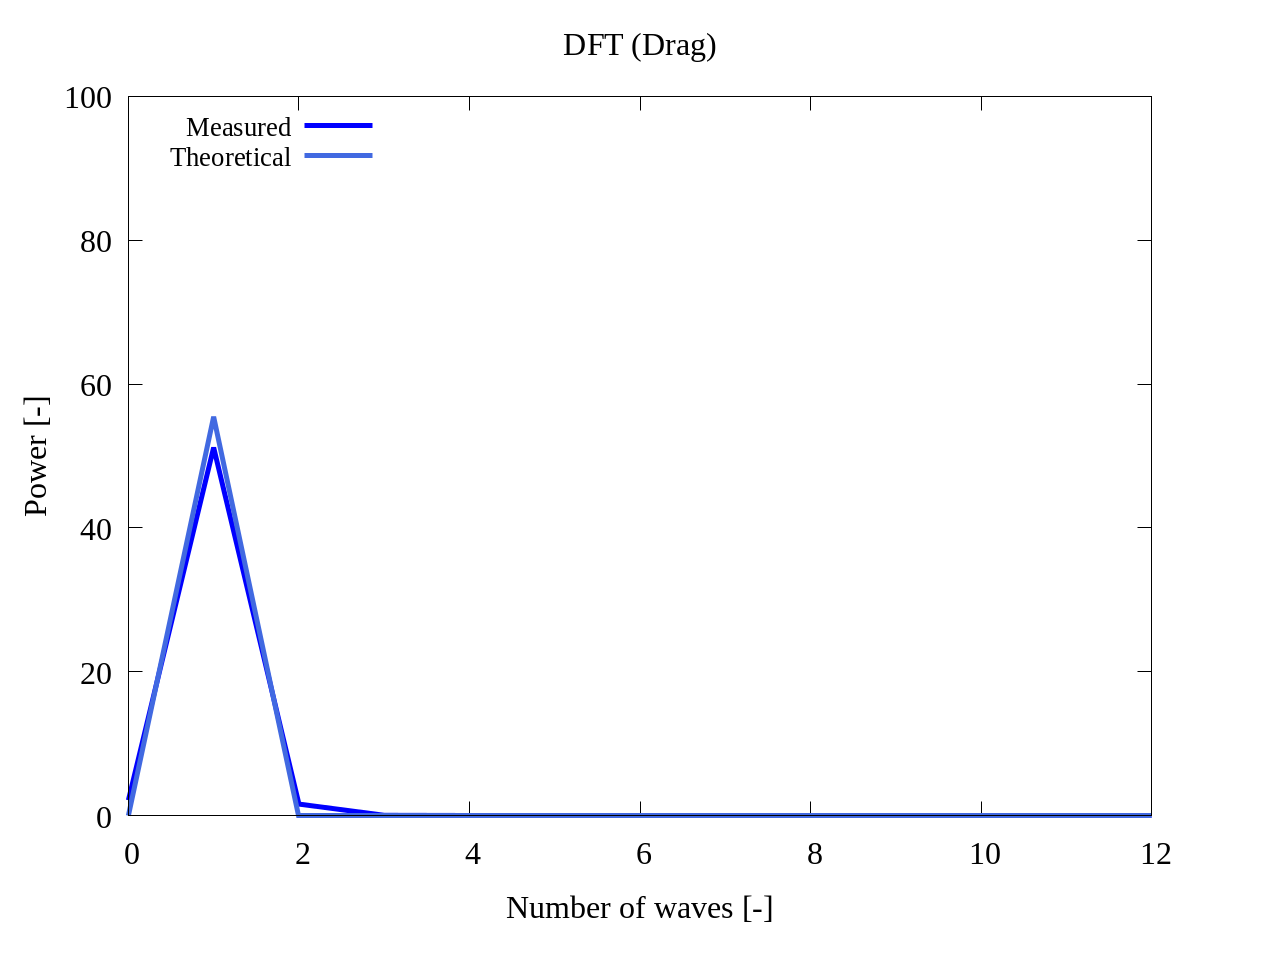 DFT (Drag)
100
Measured
Theoretical
80
60
Power [-]
40
20
0
0 2 4 6 8 10 12
Number of waves [-]